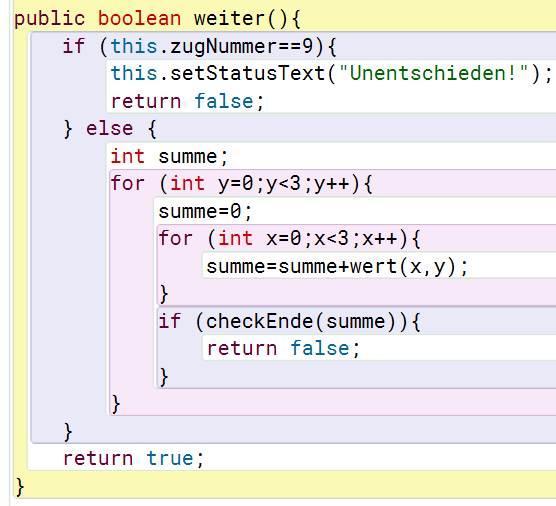 public boolean weiter(){
if (this.zugNummer==9){
this.setStatusText("Unentschieden!");
return false;
} else {
int summe;
for (int y=0;y<3;y++){
summe=0;
for (int x=0;x<3;x++){
summe=summe+wert(x,y);
}
if (checkEnde(summe)){
return false;
}
}
}
return true;
}